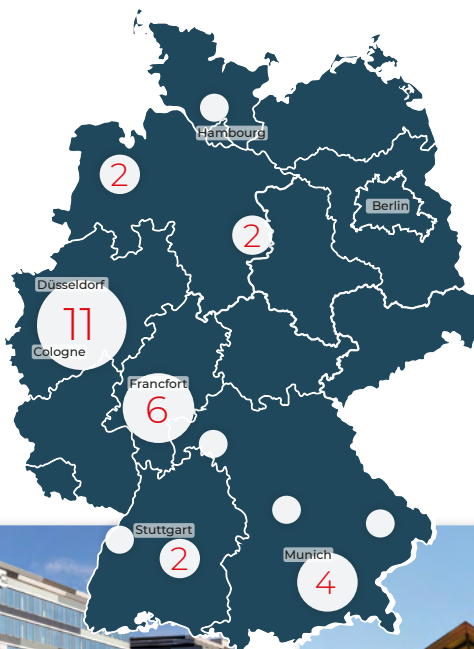 Hambourg
2
Berlin
2
Düsseldorf
11
Cologne
Francfort
6
Stuttgart
2
Munich
4